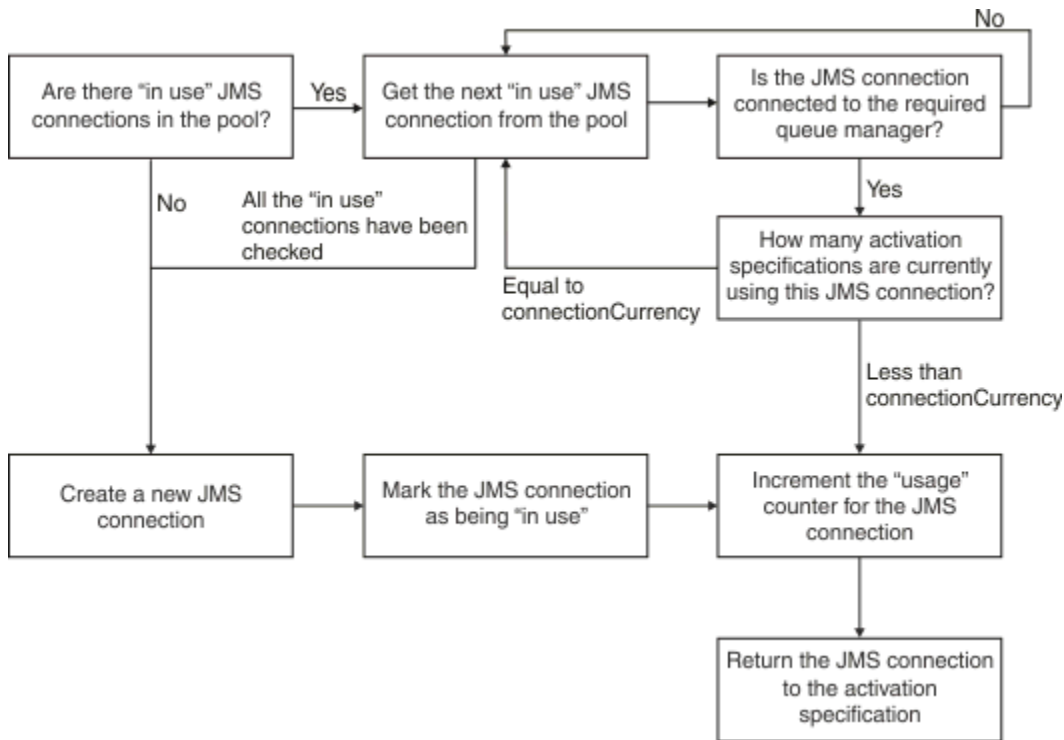 No
Are there “in use” JMS
connections in the pool?
Yes
Get the next “in use” JMS
connection from the pool
Is the JMS connection
connected to the required
queue manager?
No
All the “in use”
connections have been
checked
Yes
How many activation
specifications are currently
using this JMS connection?
Equal to
connectionCurrency
Less than
connectionCurrency
Create a new JMS
connection
Mark the JMS connection
as being “in use”
Increment the “usage”
counter for the JMS
connection
Return the JMS connection
to the activation
specification